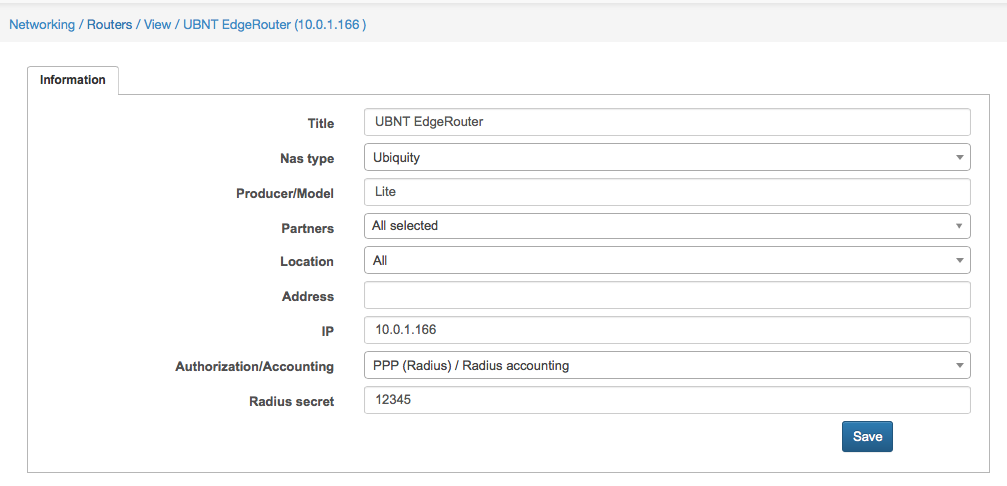 Networking / Routers / View / UBNT EdgeRouter (10.0.1.166 )
Information
Title UBNT EdgeRouter
Nas type Ubiquity
Producer/Model Lite
Partners All selected
Location All
Address
IP 10.0.1.166
Authorization/Accounting PPP (Radius) / Radius accounting
Radius secret 12345
Save